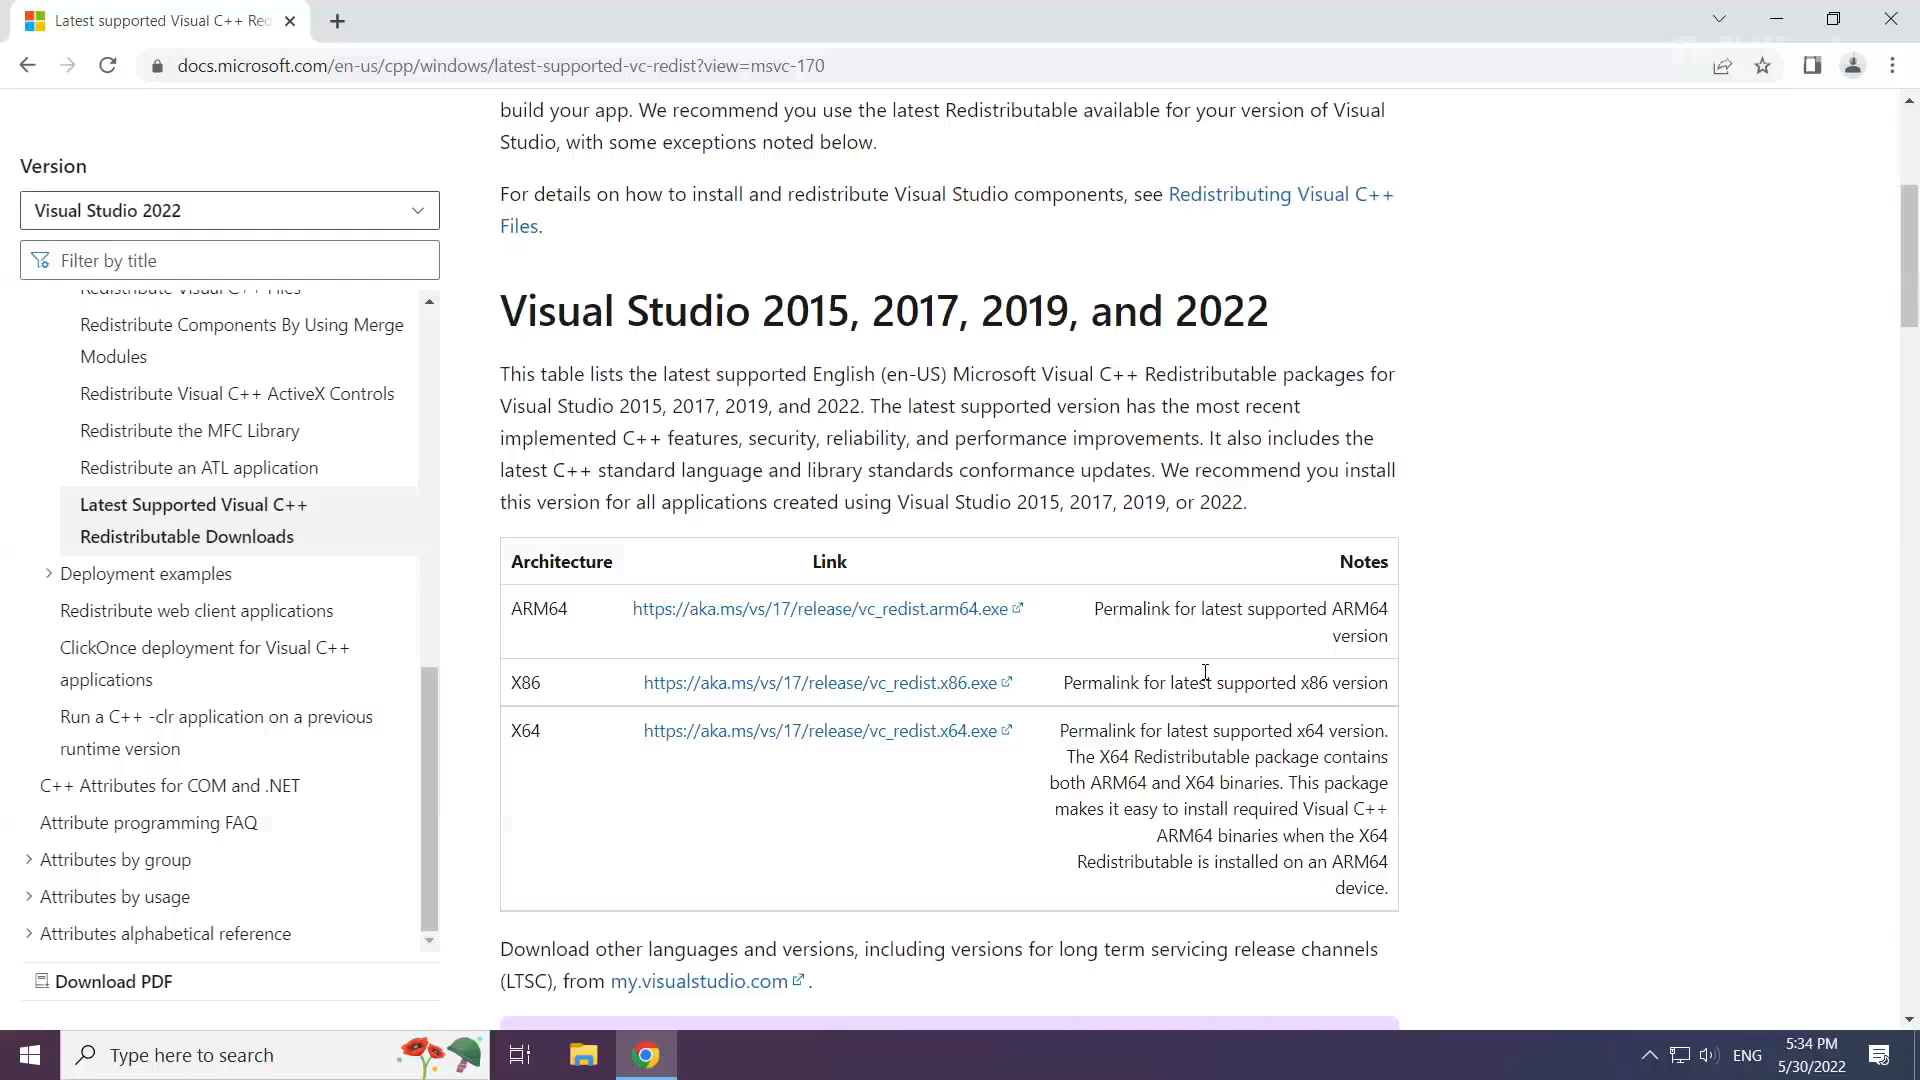 Latest supported Visual C++ Red
docs.microsoft.com/en-us/cpp/windows/latest-supported-vc-redist?view=msvc-170
Version
Visual Studio 2022
Filter by title
Redistribute Visual C++ Files
Redistribute Components By Using Merge
Modules
Redistribute Visual C++ ActiveX Controls
Redistribute the MFC Library
Redistribute an ATL application
Latest Supported Visual C++
Redistributable Downloads
Deployment examples
Redistribute web client applications
ClickOnce deployment for Visual C++
applications
Run a C++ -clr application on a previous
runtime version
C++ Attributes for COM and .NET
Attribute programming FAQ
Attributes by group
Attributes by usage
Attributes alphabetical reference
Download PDF
build your app. We recommend you use the latest Redistributable available for your version of Visual
Studio, with some exceptions noted below.
For details on how to install and redistribute Visual Studio components, see Redistributing Visual C++
Files.
Visual Studio 2015, 2017, 2019, and 2022
This table lists the latest supported English (en-US) Microsoft Visual C++ Redistributable packages for
Visual Studio 2015, 2017, 2019, and 2022. The latest supported version has the most recent
implemented C++ features, security, reliability, and performance improvements. It also includes the
latest C++ standard language and library standards conformance updates. We recommend you install
this version for all applications created using Visual Studio 2015, 2017, 2019, or 2022.
Architecture Link Notes
ARM64 https://aka.ms/vs/17/release/vc_redist.arm64.exe Permalink for latest supported ARM64
version
X86 https://aka.ms/vs/17/release/vc_redist.x86.exe Permalink for latest supported x86 version
X64 https://aka.ms/vs/17/release/vc_redist.x64.exe Permalink for latest supported x64 version.
The X64 Redistributable package contains
both ARM64 and X64 binaries. This package
makes it easy to install required Visual C++
ARM64 binaries when the X64
Redistributable is installed on an ARM64
device.
Download other languages and versions, including versions for long term servicing release channels
(LTSC), from my.visualstudio.com .
Type here to search
ENG
5:34 PM
5/30/2022